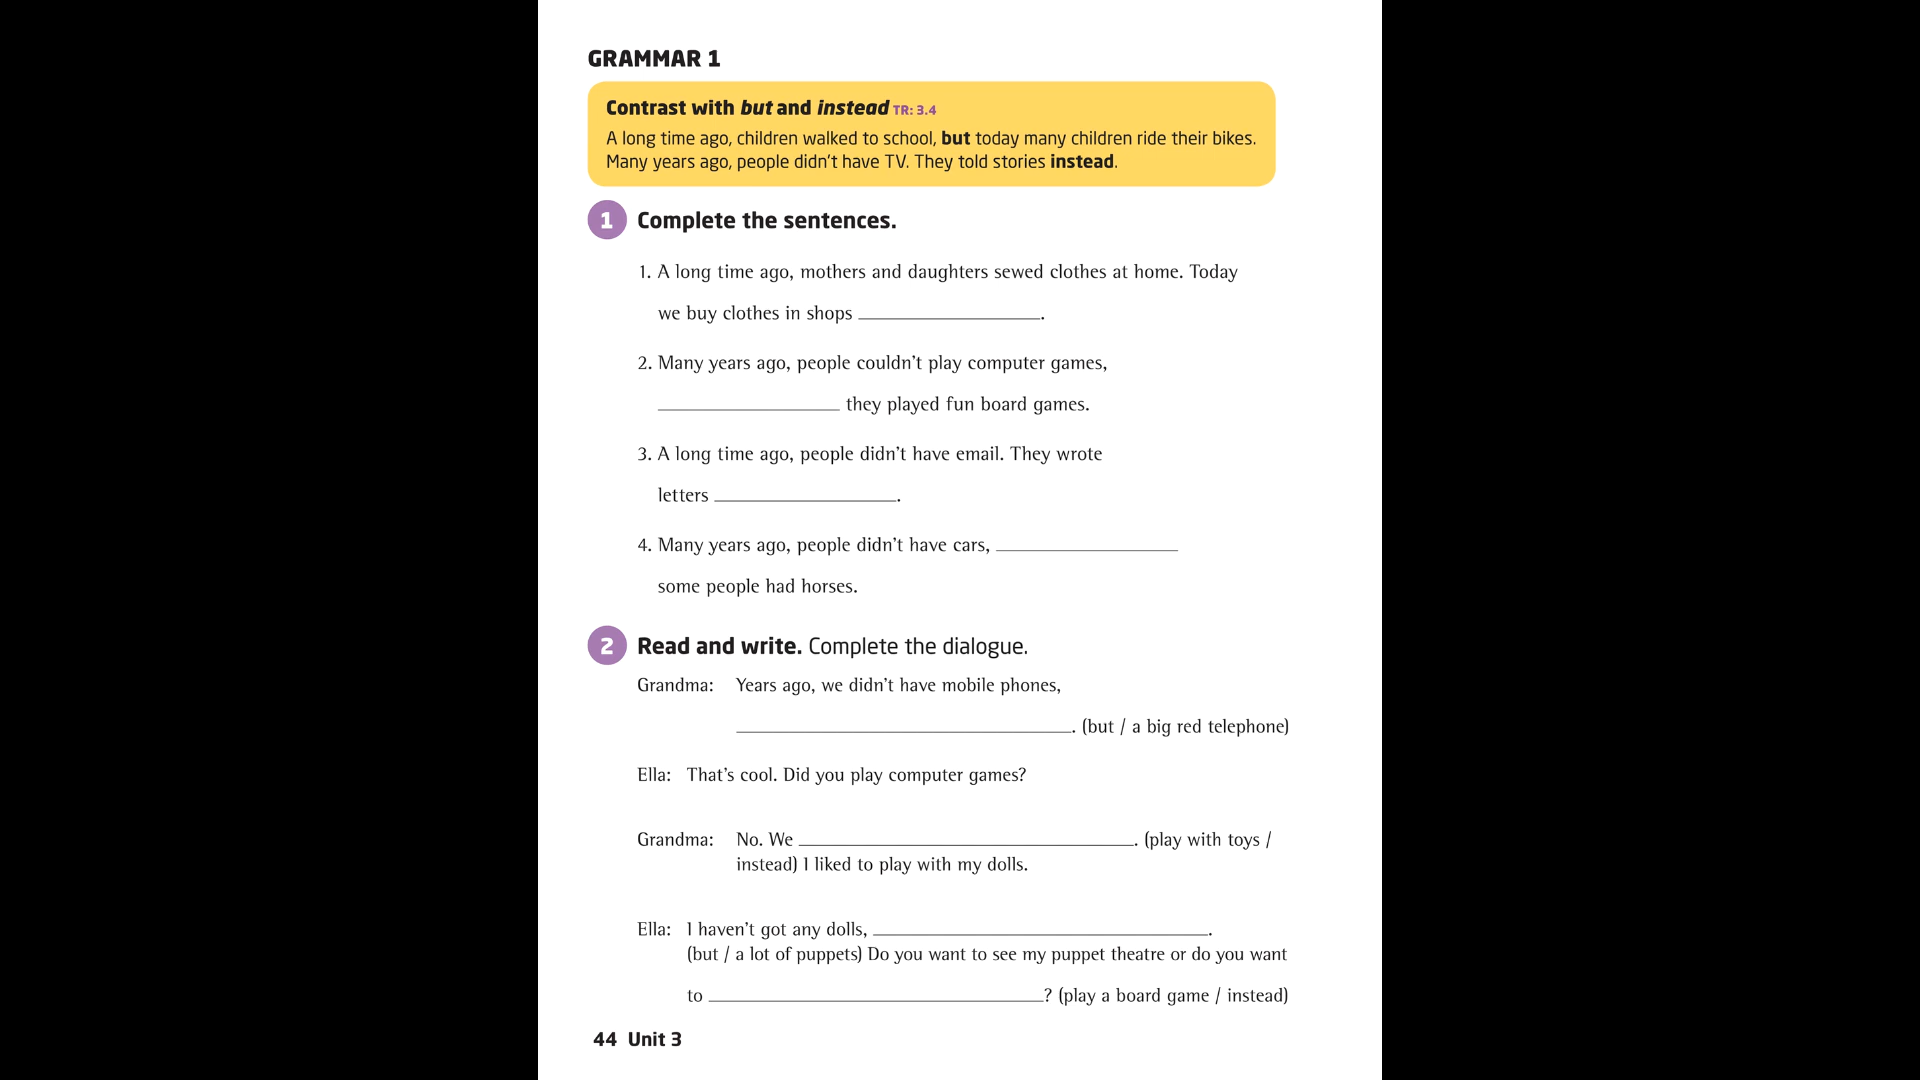 GRAMMAR 1
Contrast with but and instead TR: 3.4
A long time ago, children walked to school, but today many children ride their bikes.
Many years ago, people didn't have TV. They told stories instead.
1 Complete the sentences.
1. A long time ago, mothers and daughters sewed clothes at home. Today
we buy clothes in shops ____________________.
2. Many years ago, people couldn't play computer games,
____________________ they played fun board games.
3. A long time ago, people didn't have email. They wrote
letters ____________________.
4. Many years ago, people didn't have cars, ____________________
some people had horses.
2 Read and write. Complete the dialogue.
Grandma: Years ago, we didn't have mobile phones,
____________________. (but / a big red telephone)
Ella: That's cool. Did you play computer games?
Grandma: No. We ____________________. (play with toys /
instead) I liked to play with my dolls.
Ella: I haven't got any dolls, ____________________.
(but / a lot of puppets) Do you want to see my puppet theatre or do you want
to ____________________? (play a board game / instead)
44 Unit 3